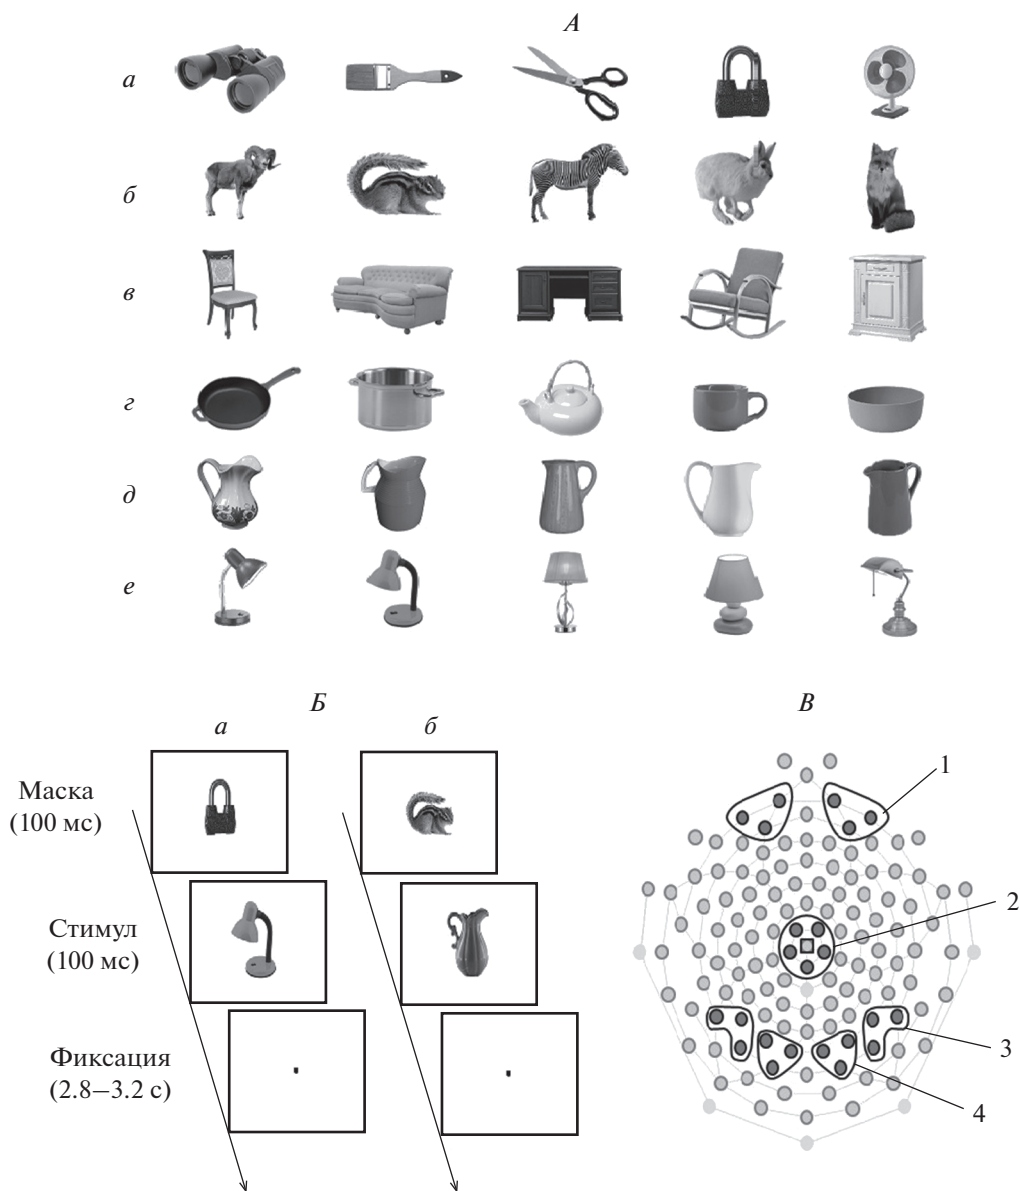 А
а
б
в
г
д
е
Б
а
б
Маска
(100 мс)
Стимул
(100 мс)
Фиксация
(2.8–3.2 с)
В
1
2
3
4